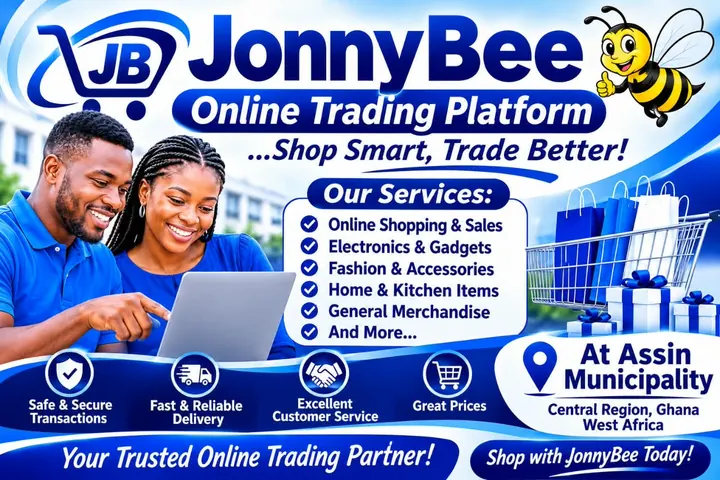 JB
JonnyBee
Online Trading Platform
...Shop Smart, Trade Better!
Our Services:
Online Shopping & Sales
Electronics & Gadgets
Fashion & Accessories
Home & Kitchen Items
General Merchandise
And More...
At Assin
Municipality
Central Region, Ghana
West Africa
Safe & Secure
Transactions
Fast & Reliable
Delivery
Excellent
Customer Service
Great Prices
Your Trusted Online Trading Partner!
Shop with JonnyBee Today!